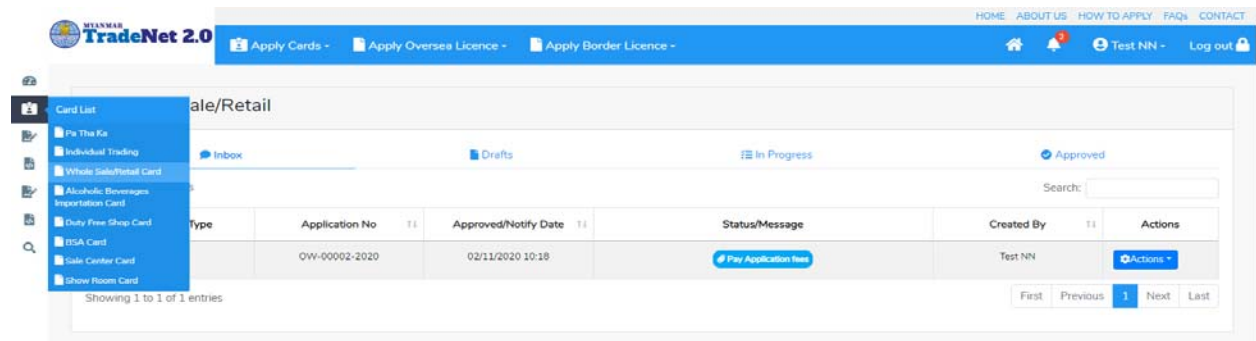 HOME ABOUT US HOW TO APPLY FAQs CONTACT
MYANMAR
TradeNet 2.0
Apply Cards - Apply Oversea Licence - Apply Border Licence - 3 Test NN - Log out
Card List
ale/Retail
Pa Tha Ka
Individual Trading
Inbox Drafts In Progress Approved
Whole Sale/Retail Card
Alcoholic Beverages
Importation Card
s Search:
Duty Free Shop Card
Type Application No Approved/Notify Date Status/Message Created By Actions
BSA Card
Sale Center Card
OW-00002-2020 02/11/2020 10:18 Pay Application fees Test NN Actions
Show Room Card
Showing 1 to 1 of 1 entries First Previous 1 Next Last